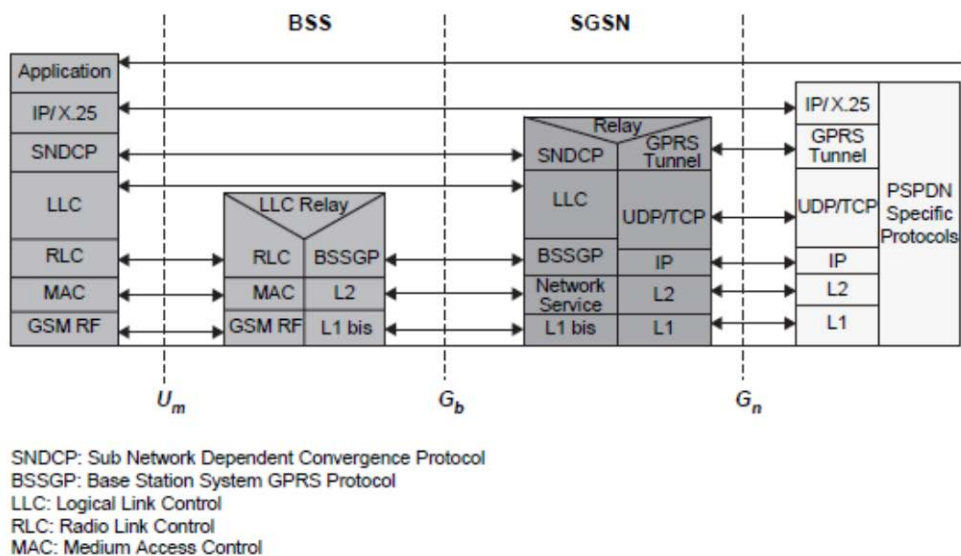 BSS
SGSN
Application
IP/X.25
SNDCP
LLC
RLC
MAC
GSM RF
LLC Relay
RLC
BSSGP
MAC
L2
GSM RF
L1 bis
Relay
SNDCP
GPRS
Tunnel
LLC
UDP/TCP
BSSGP
IP
Network
Service
L2
L1 bis
L1
IP/X.25
GPRS
Tunnel
UDP/TCP
IP
L2
L1
PSPDN
Specific
Protocols
Um
Gb
Gn
SNDCP: Sub Network Dependent Convergence Protocol
BSSGP: Base Station System GPRS Protocol
LLC: Logical Link Control
RLC: Radio Link Control
MAC: Medium Access Control